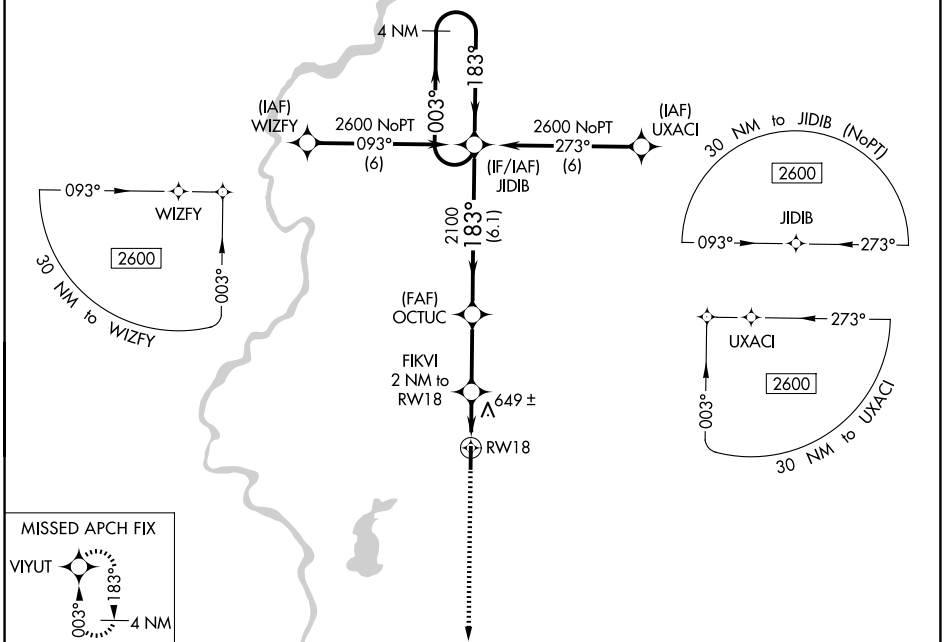 4 NM
183°
003°
(IAF)
WIZFY
2600 NoPT
093°
(6)
2600 NoPT
273°
(6)
(IAF)
UXACI
(IF/IAF)
JIDIB
2100
183°
(6.1)
(FAF)
OCTUC
FIKVI
2 NM to
RW18
649 ±
RW18
093°
WIZFY
2600
003°
30 NM to WIZFY
30 NM to JIDIB (NoPT)
2600
JIDIB
093°
273°
273°
UXACI
2600
003°
30 NM to UXACI
MISSED APCH FIX
VIYUT
183°
003°
4 NM